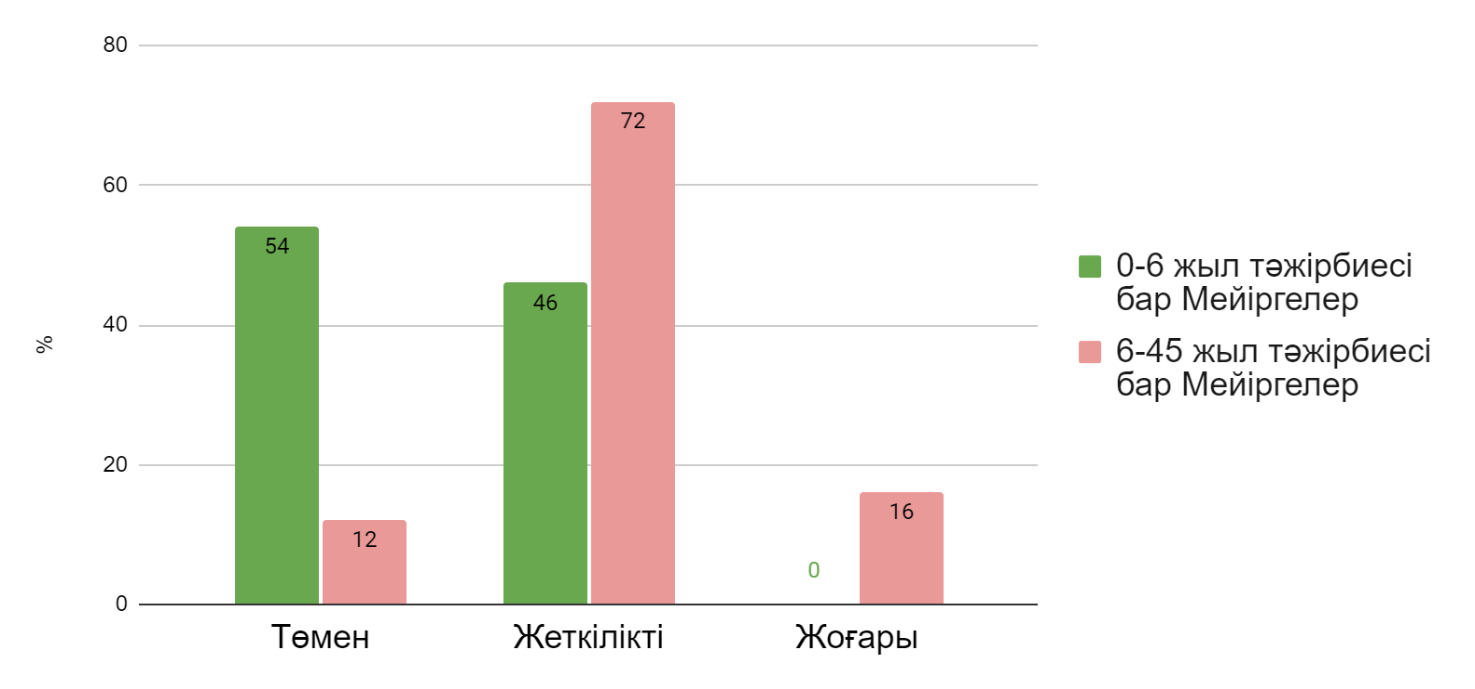 80
60
40
20
0
%
54
12
46
72
0
16
Төмен
Жеткілікті
Жоғары
0-6 жыл тәжірбиесі
бар Мейіргелер
6-45 жыл тәжірбиесі
бар Мейіргелер